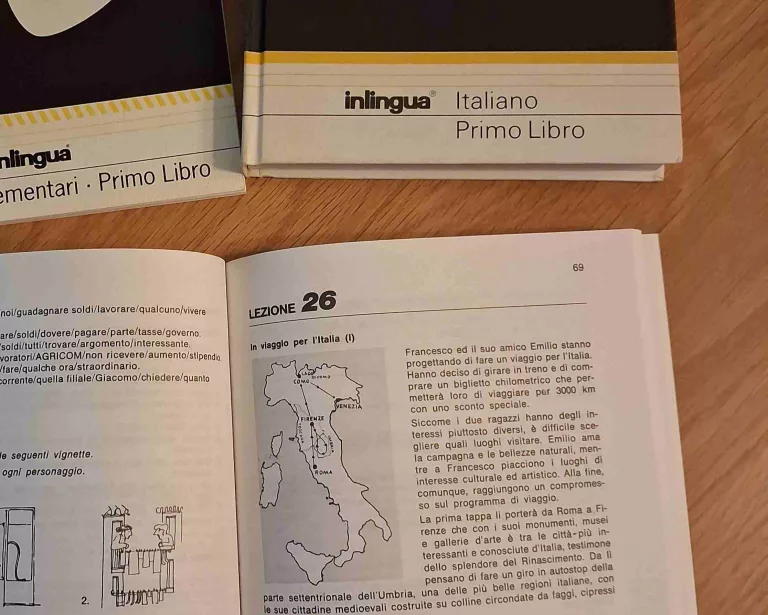 inlingua®
Italiano
Primo Libro
nlingua
ementari · Primo Libro
noi/guadagnare soldi/lavorare/qualcuno/vivere
are/soldi/dovere/pagare/parte/tasse/governo.
/soldi/tutti/trovare/argomento/interessante.
voratori/AGRICOM/non ricevere/aumento/stipendio.
/fare/qualche ora/straordinario.
corrente/quella filiale/Giacomo/chiedere/quanto
le seguenti vignette.
ogni personaggio.
2.
69
LEZIONE 26
In viaggio per l'Italia (I)
LAGO
COMO
VENEZIA
FIRENZE
ROMA
Francesco ed il suo amico Emilio stanno
progettando di fare un viaggio per l'Italia.
Hanno deciso di girare in treno e di com-
prare un biglietto chilometrico che per-
metterà loro di viaggiare per 3000 km
con uno sconto speciale.
Siccome i due ragazzi hanno degli in-
teressi piuttosto diversi, è difficile sce-
gliere quali luoghi visitare. Emilio ama
la campagna e le bellezze naturali, men-
tre a Francesco piacciono i luoghi di
interesse culturale ed artistico. Alla fine,
comunque, raggiungono un compromes-
so sul programma di viaggio.
La prima tappa li porterà da Roma a Fi-
renze che con i suoi monumenti, musei
e gallerie d'arte è tra le città più in-
teressanti e conosciute d'Italia, testimone
dello splendore del Rinascimento. Da lì
pensano di fare un giro in autostop della
parte settentrionale dell'Umbria, una delle più belle regioni italiane, con
le sue cittadine medioevali costruite su colline circondate da faggi, cipressi